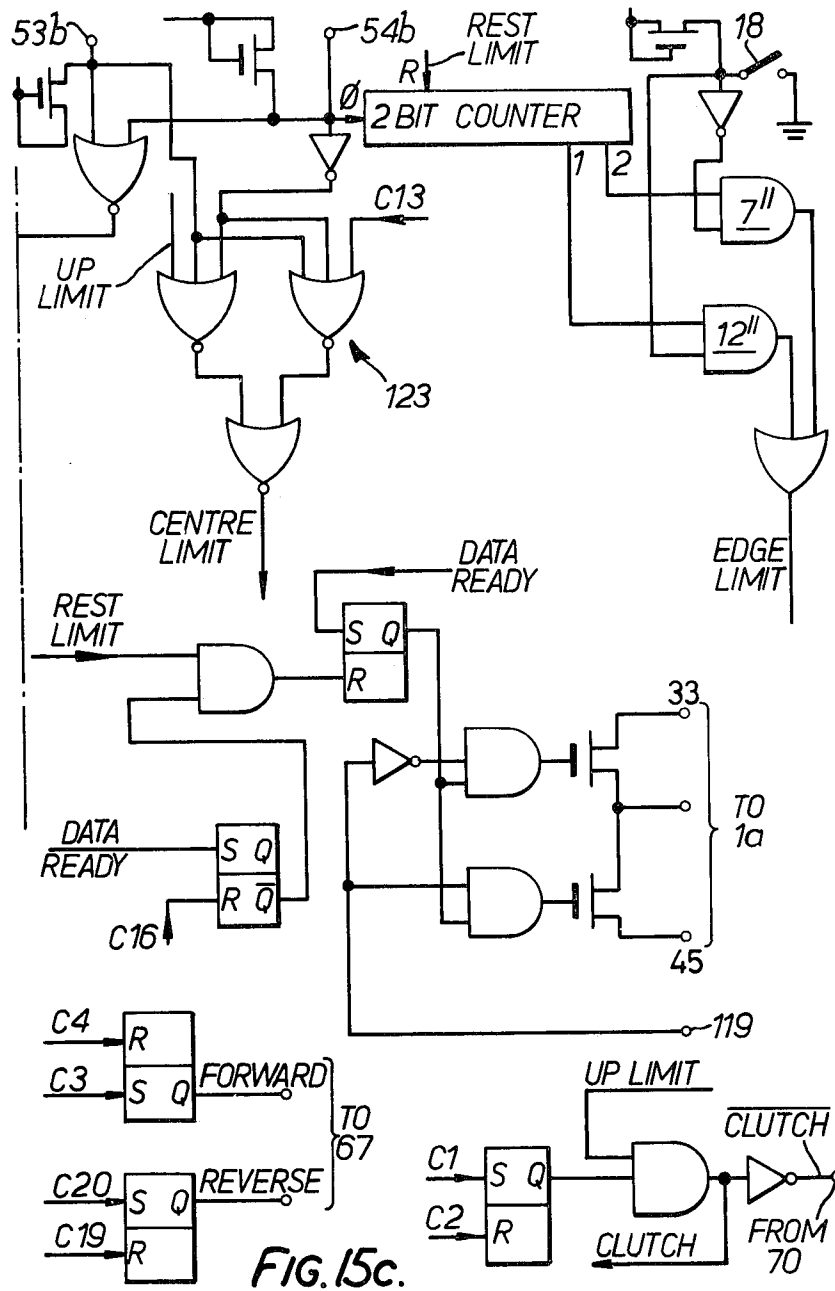 53b
54b
REST
LIMIT
18
R
Ø
2 BIT COUNTER
1
2
C13
7"
UP
LIMIT
12"
123
CENTRE
LIMIT
EDGE
LIMIT
DATA
READY
REST
LIMIT
S Q
R
33
TO
1a
DATA
READY
S Q
R Q̅
C16
45
119
C4
R
C3
S Q
FORWARD
TO
67
C20
S Q
REVERSE
C19
R
UP LIMIT
C̅L̅U̅T̅C̅H̅
C1
S Q
C2
R
CLUTCH
FROM
70
FIG. 15c.